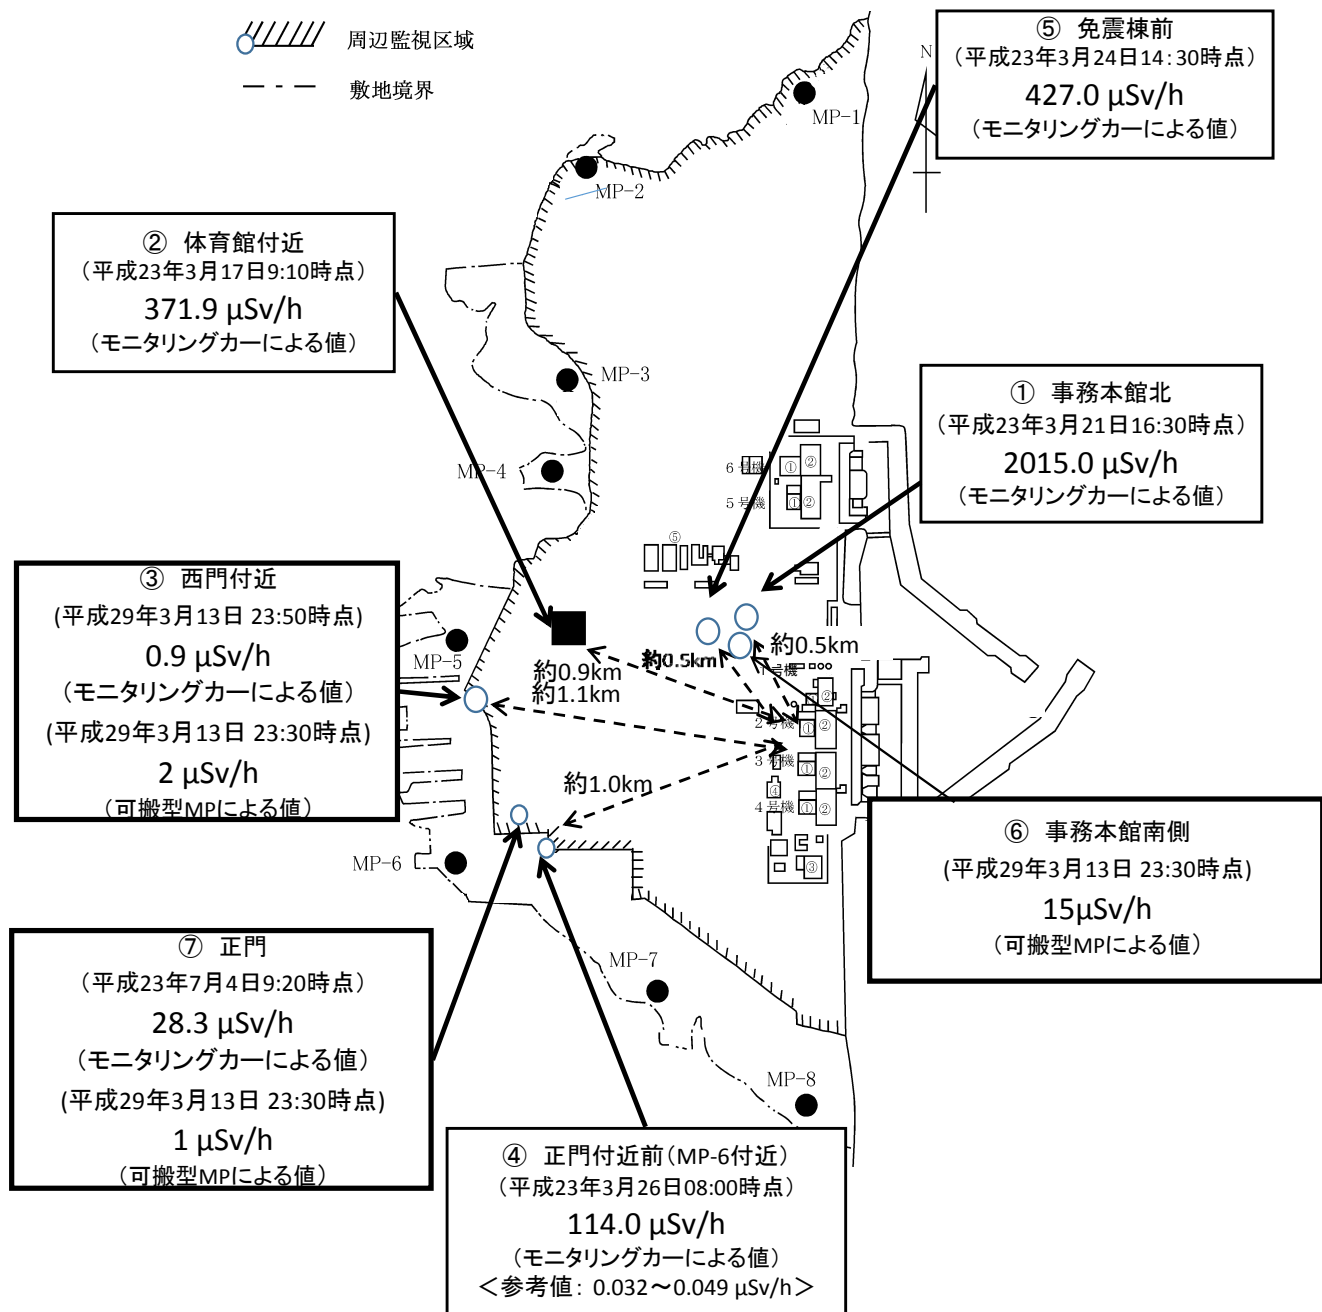 周辺監視区域
敷地境界
⑤ 免震棟前
(平成23年3月24日14:30時点)
427.0 μSv/h
(モニタリングカーによる値)
N
MP-1
MP-2
② 体育館付近
(平成23年3月17日9:10時点)
371.9 μSv/h
(モニタリングカーによる値)
MP-3
① 事務本館北
(平成23年3月21日16:30時点)
2015.0 μSv/h
(モニタリングカーによる値)
MP-4
6号機
①
②
5号機
①
②
⑤
③ 西門付近
(平成29年3月13日 23:50時点)
0.9 μSv/h
(モニタリングカーによる値)
(平成29年3月13日 23:30時点)
2 μSv/h
(可搬型MPによる値)
MP-5
約0.9km
約1.1km
約0.5km
約0.5km
1号機
②
2号機
①
②
3号機
①
②
④
4号機
①
②
③
約1.0km
MP-6
⑥ 事務本館南側
(平成29年3月13日 23:30時点)
15μSv/h
(可搬型MPによる値)
⑦ 正門
(平成23年7月4日9:20時点)
28.3 μSv/h
(モニタリングカーによる値)
(平成29年3月13日 23:30時点)
1 μSv/h
(可搬型MPによる値)
MP-7
MP-8
④ 正門付近前(MP-6付近)
(平成23年3月26日08:00時点)
114.0 μSv/h
(モニタリングカーによる値)
<参考値: 0.032~0.049 μSv/h>